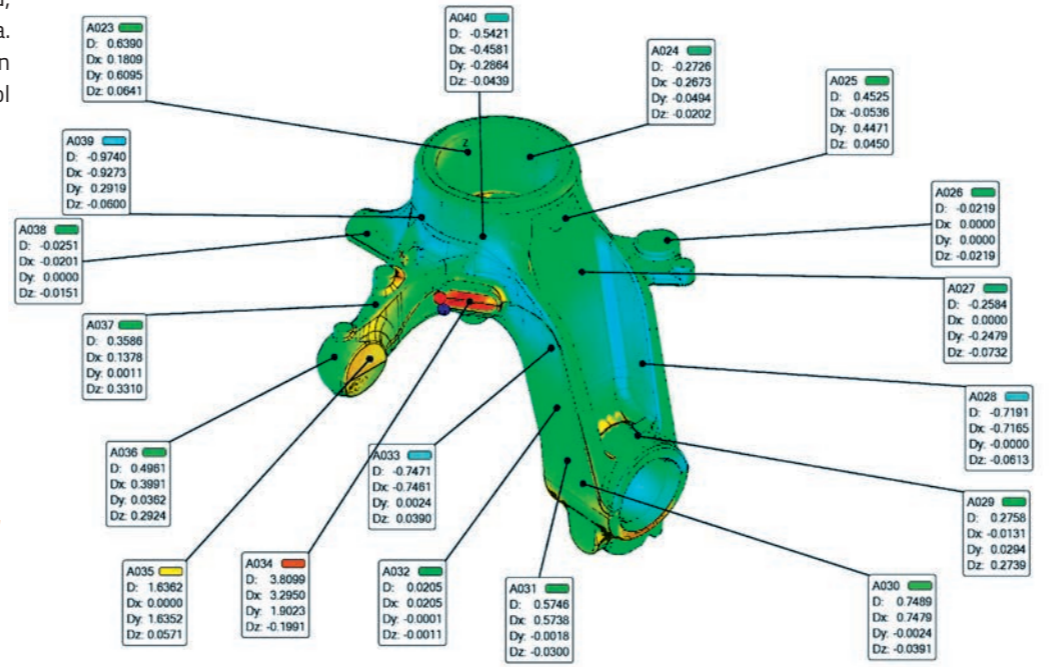 d,
a.
n
ol
A023
D: 0.6390
Dx: 0.1809
Dy: 0.6095
Dz: 0.0641
A040
D: -0.5421
Dx: -0.4581
Dy: -0.2864
Dz: -0.0439
A024
D: -0.2726
Dx: -0.2673
Dy: -0.0494
Dz: -0.0202
A025
D: 0.4525
Dx: -0.0536
Dy: 0.4471
Dz: 0.0450
A039
D: -0.9740
Dx: -0.9273
Dy: 0.2919
Dz: -0.0600
Z
A026
D: -0.0219
Dx: 0.0000
Dy: 0.0000
Dz: -0.0219
A038
D: -0.0251
Dx: -0.0201
Dy: 0.0000
Dz: -0.0151
A027
D: -0.2584
Dx: 0.0000
Dy: -0.2479
Dz: -0.0732
A037
D: 0.3586
Dx: 0.1378
Dy: 0.0011
Dz: 0.3310
A028
D: -0.7191
Dx: -0.7165
Dy: -0.0000
Dz: -0.0613
A036
D: 0.4961
Dx: 0.3991
Dy: 0.0362
Dz: 0.2924
A033
D: -0.7471
Dx: -0.7461
Dy: 0.0024
Dz: 0.0390
A029
D: 0.2758
Dx: -0.0131
Dy: 0.0294
Dz: 0.2739
A035
D: 1.6362
Dx: 0.0000
Dy: 1.6352
Dz: 0.0571
A034
D: 3.8099
Dx: 3.2950
Dy: 1.9023
Dz: -0.1991
A032
D: 0.0205
Dx: 0.0205
Dy: -0.0001
Dz: -0.0011
A031
D: 0.5746
Dx: 0.5738
Dy: -0.0018
Dz: -0.0300
A030
D: 0.7489
Dx: 0.7479
Dy: -0.0024
Dz: -0.0391